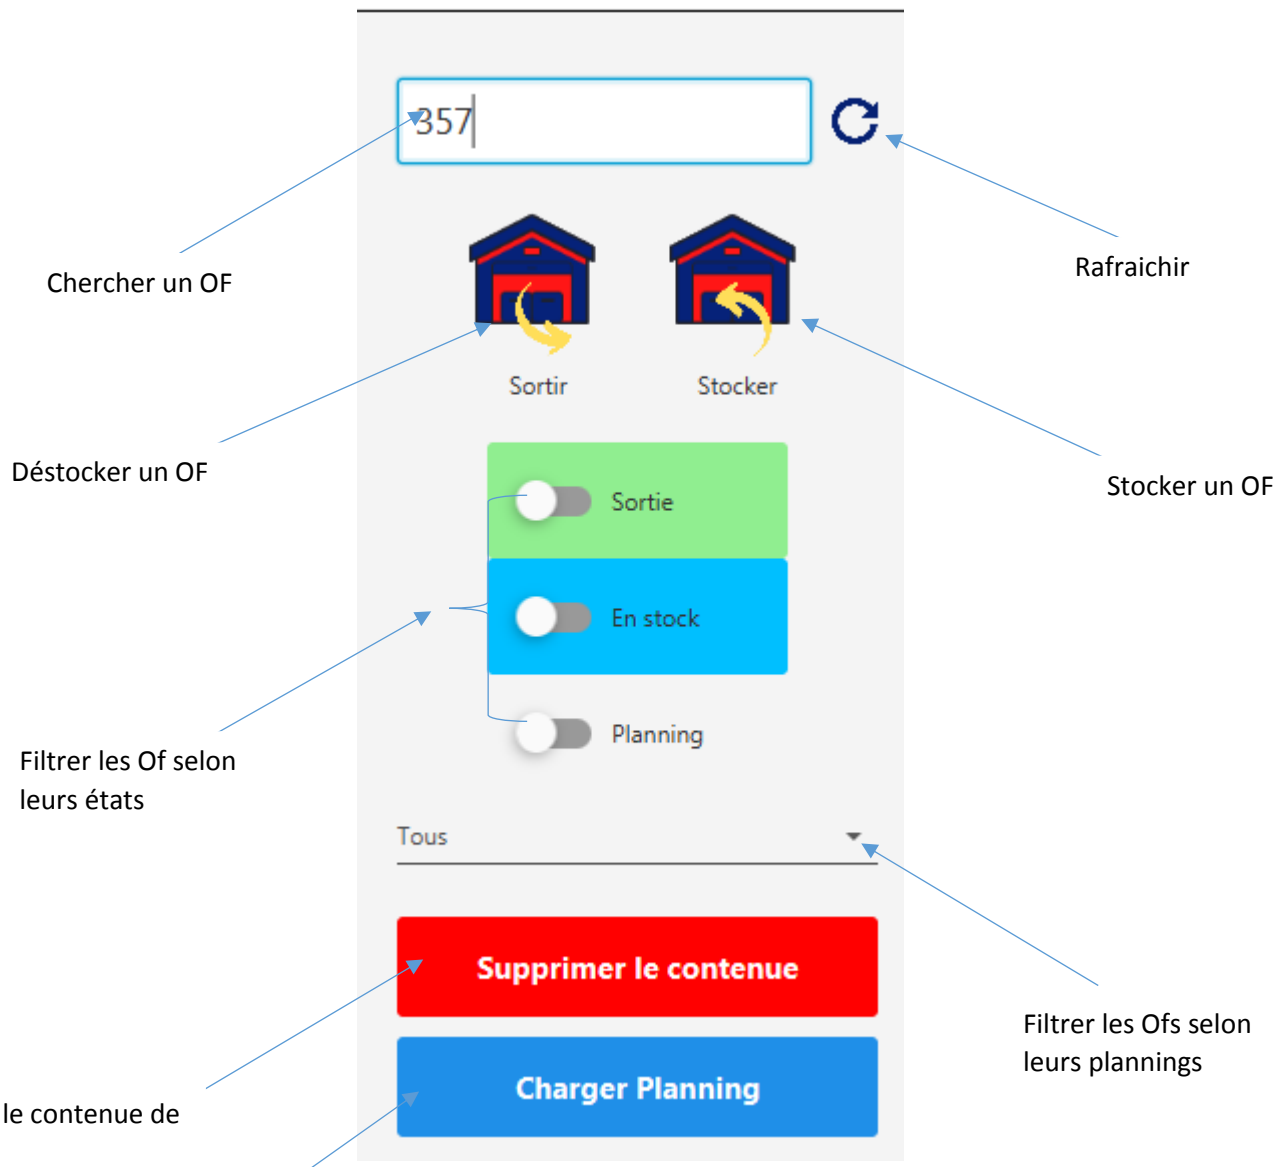 357
Chercher un OF
Rafraichir
Sortir
Stocker
Déstocker un OF
Stocker un OF
Sortie
En stock
Planning
Filtrer les Of selon
leurs états
Tous
Supprimer le contenue
Filtrer les Ofs selon
leurs plannings
Charger Planning
le contenue de